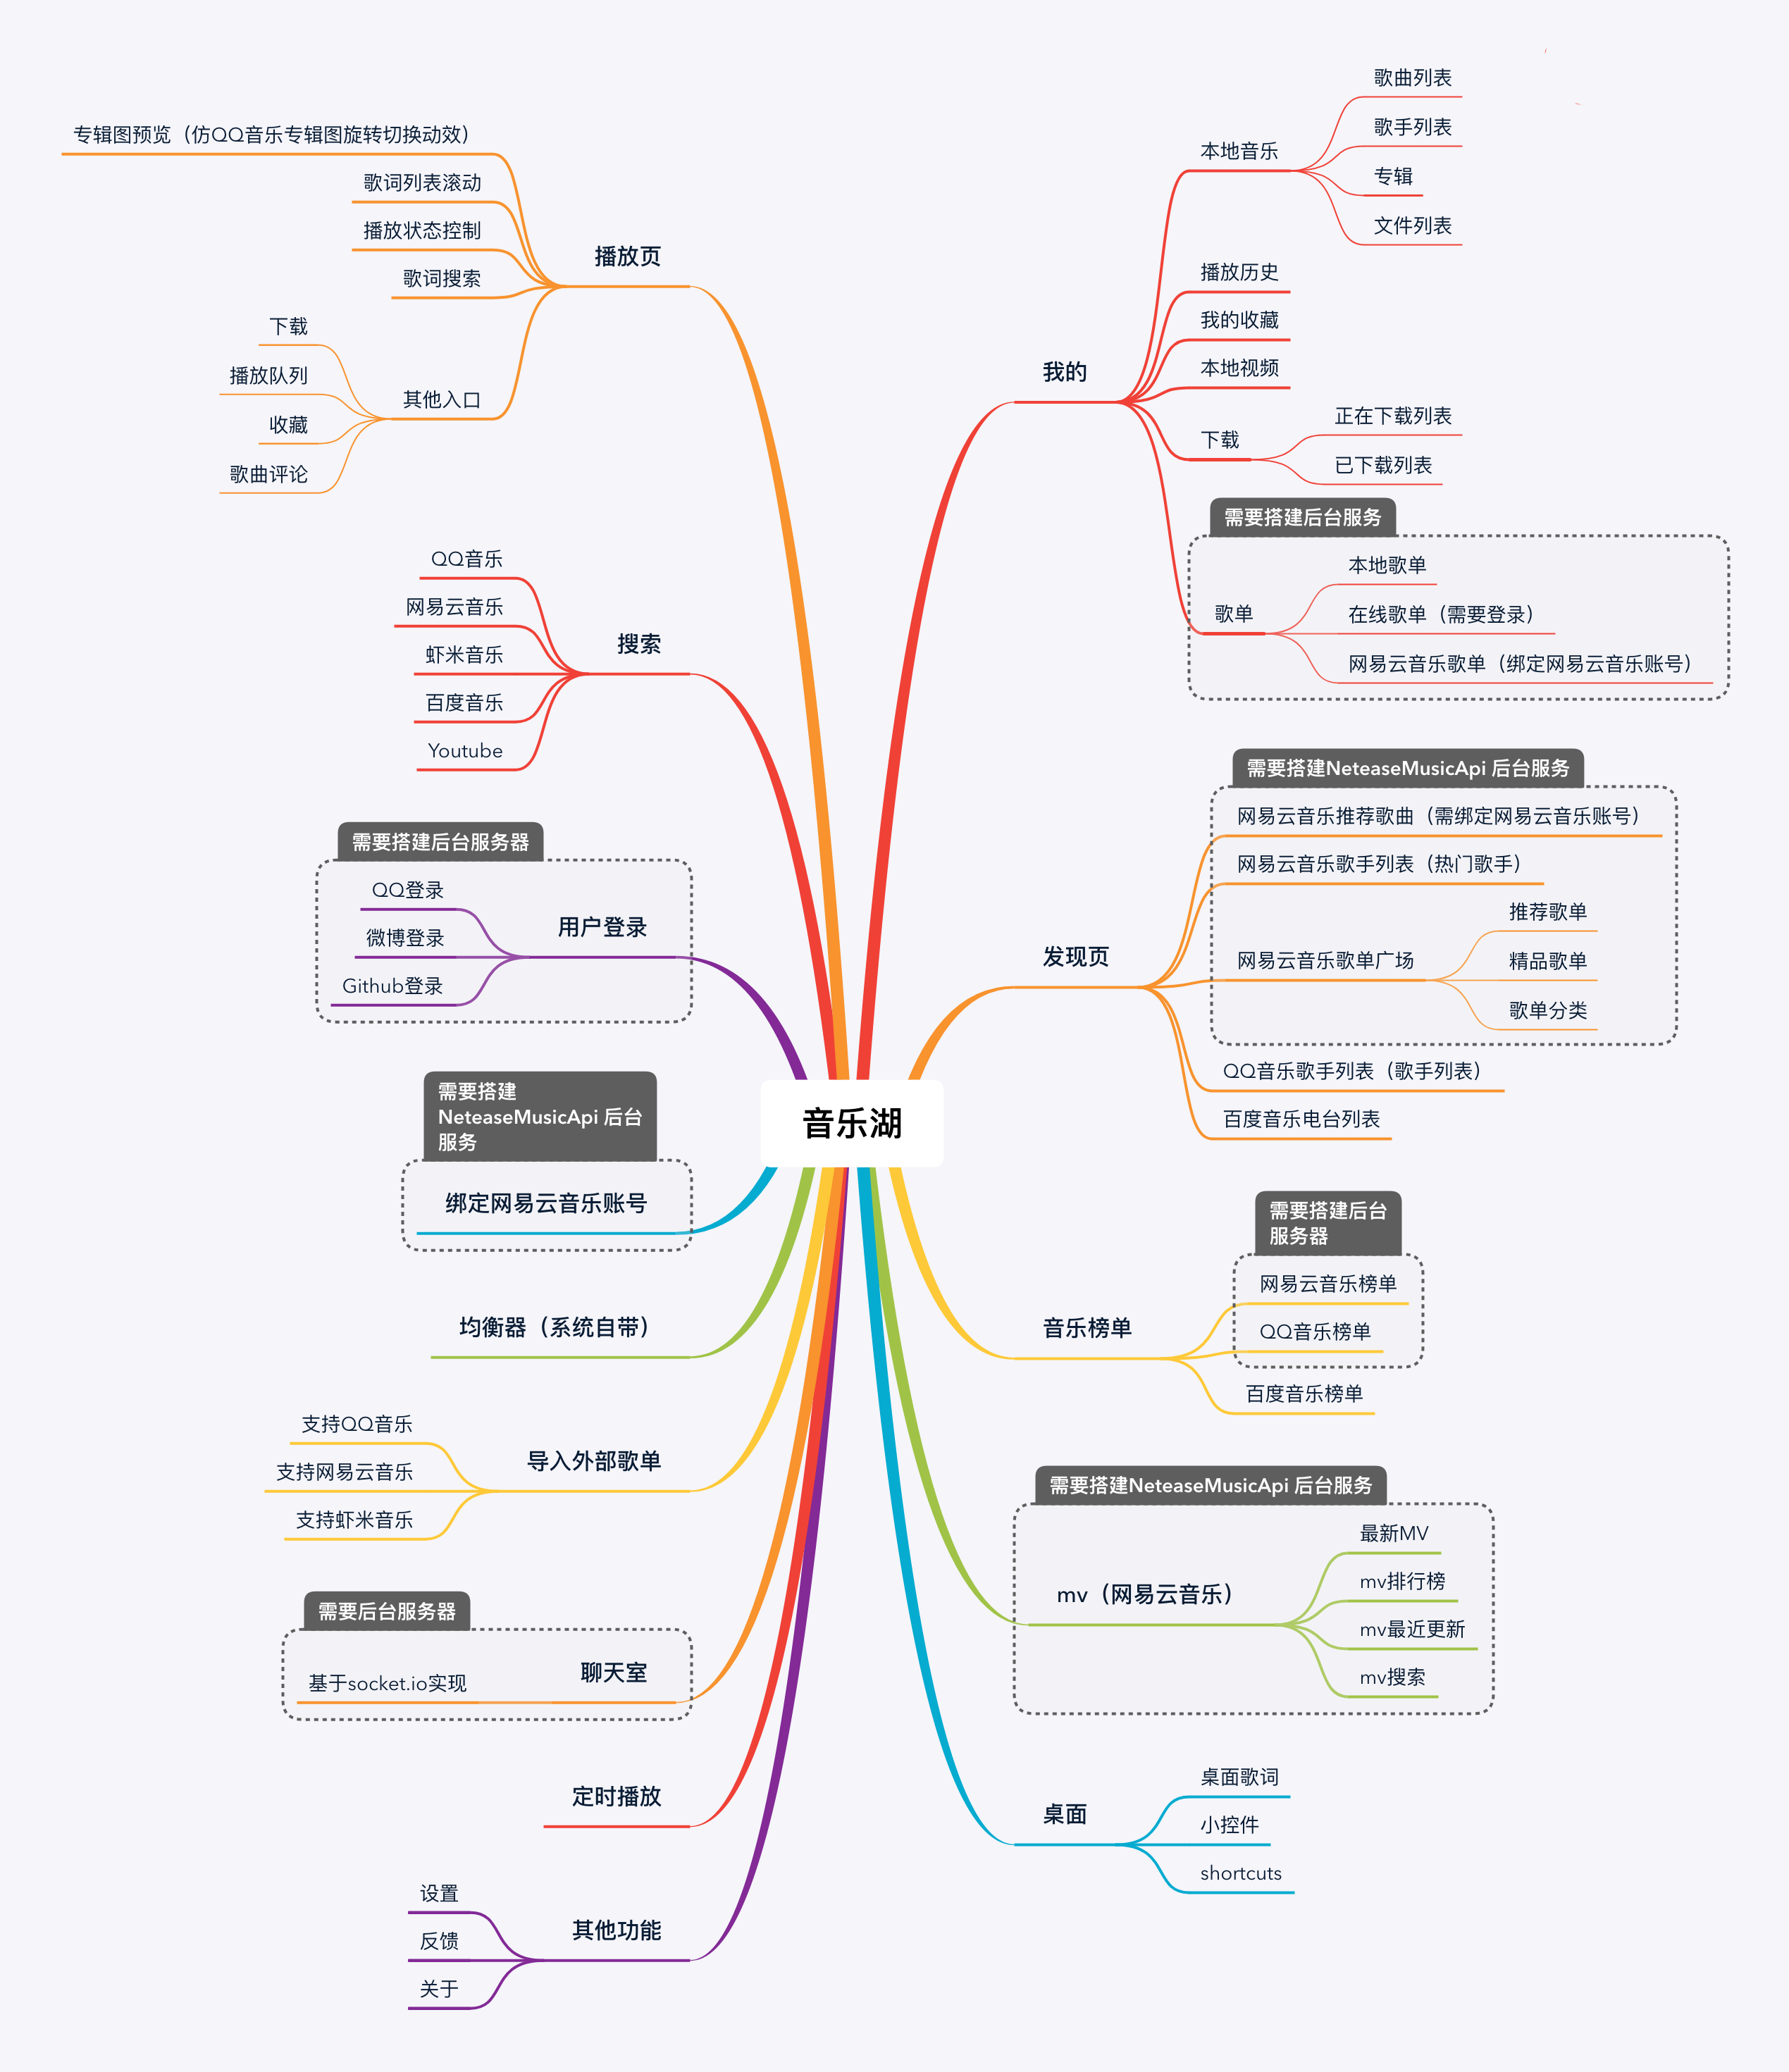 音乐湖
我的
本地音乐
歌曲列表
歌手列表
专辑
文件列表
播放历史
我的收藏
本地视频
下载
正在下载列表
已下载列表
需要搭建后台服务
歌单
本地歌单
在线歌单（需要登录）
网易云音乐歌单（绑定网易云音乐账号）
发现页
需要搭建NeteaseMusicApi 后台服务
网易云音乐推荐歌曲（需绑定网易云音乐账号）
网易云音乐歌手列表（热门歌手）
网易云音乐歌单广场
推荐歌单
精品歌单
歌单分类
QQ音乐歌手列表（歌手列表）
百度音乐电台列表
音乐榜单
需要搭建后台
服务器
网易云音乐榜单
QQ音乐榜单
百度音乐榜单
需要搭建NeteaseMusicApi 后台服务
mv（网易云音乐）
最新MV
mv排行榜
mv最近更新
mv搜索
桌面
桌面歌词
小控件
shortcuts
播放页
专辑图预览（仿QQ音乐专辑图旋转切换动效）
歌词列表滚动
播放状态控制
歌词搜索
其他入口
下载
播放队列
收藏
歌曲评论
搜索
QQ音乐
网易云音乐
虾米音乐
百度音乐
Youtube
需要搭建后台服务器
用户登录
QQ登录
微博登录
Github登录
需要搭建
NeteaseMusicApi 后台
服务
绑定网易云音乐账号
均衡器（系统自带）
导入外部歌单
支持QQ音乐
支持网易云音乐
支持虾米音乐
需要后台服务器
聊天室
基于socket.io实现
定时播放
其他功能
设置
反馈
关于